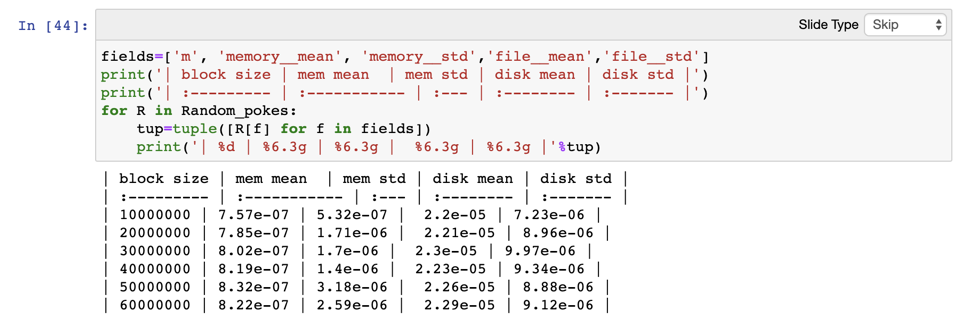 In [44]:
Slide Type Skip
fields=['m', 'memory__mean', 'memory__std','file__mean','file__std']
print('| block size | mem mean  | mem std | disk mean | disk std |')
print('| :--------- | :----------- | :--- | :-------- | :------- |')
for R in Random_pokes:
    tup=tuple([R[f] for f in fields])
    print('| %d | %6.3g | %6.3g |  %6.3g | %6.3g |'%tup)
| block size | mem mean  | mem std | disk mean | disk std |
| :--------- | :----------- | :--- | :-------- | :------- |
| 10000000 | 7.57e-07 | 5.32e-07 |  2.2e-05 | 7.23e-06 |
| 20000000 | 7.85e-07 | 1.71e-06 |  2.21e-05 | 8.96e-06 |
| 30000000 | 8.02e-07 | 1.7e-06 |  2.3e-05 | 9.97e-06 |
| 40000000 | 8.19e-07 | 1.4e-06 |  2.23e-05 | 9.34e-06 |
| 50000000 | 8.32e-07 | 3.18e-06 |  2.26e-05 | 8.88e-06 |
| 60000000 | 8.22e-07 | 2.59e-06 |  2.29e-05 | 9.12e-06 |